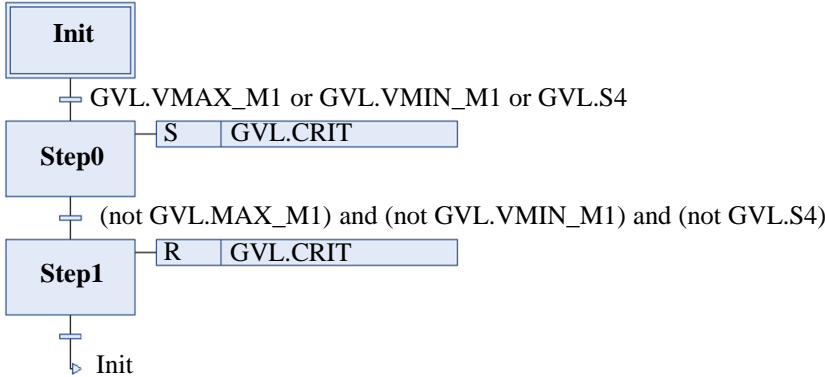 Init
GVL.VMAX_M1 or GVL.VMIN_M1 or GVL.S4
S GVL.CRIT
Step0
(not GVL.MAX_M1) and (not GVL.VMIN_M1) and (not GVL.S4)
R GVL.CRIT
Step1
Init